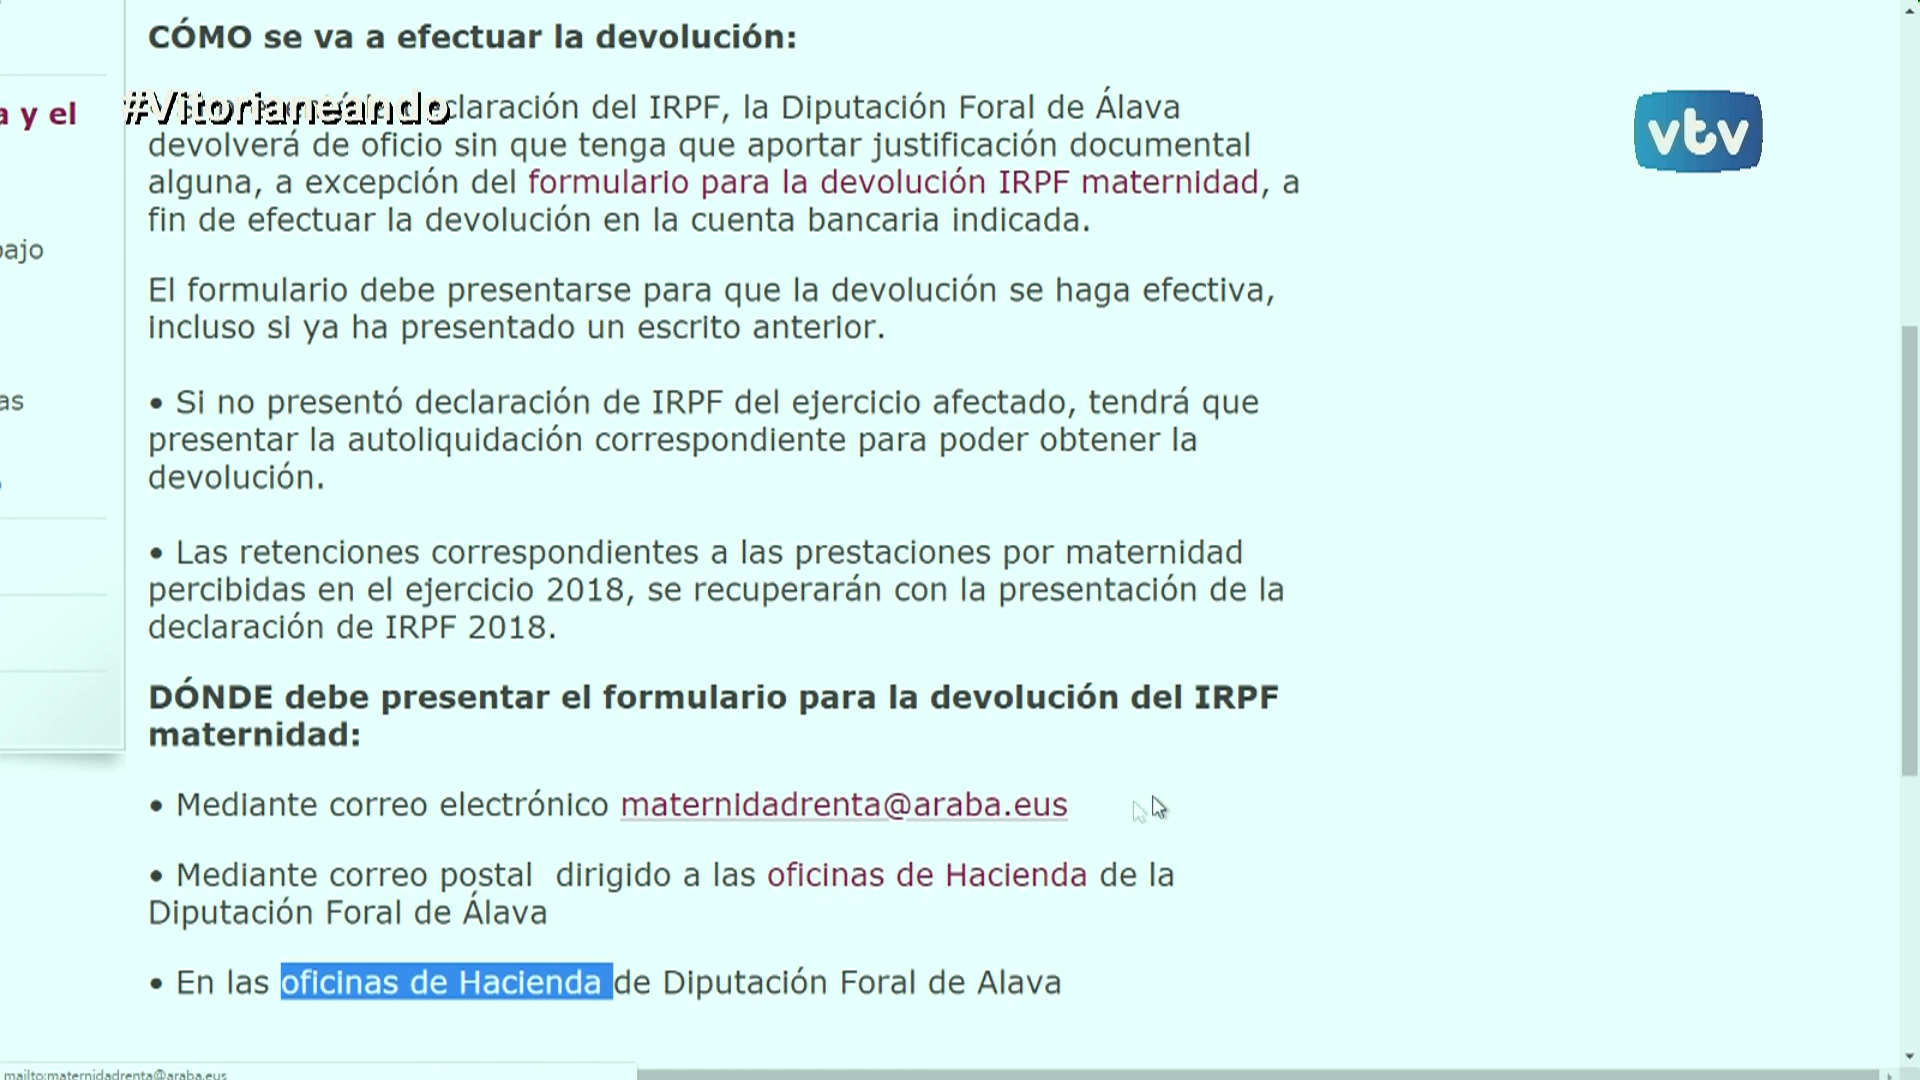 CÓMO se va a efectuar la devolución:
a y el
#Vitorianeando
claración del IRPF, la Diputación Foral de Álava
vtv
devolverá de oficio sin que tenga que aportar justificación documental
alguna, a excepción del formulario para la devolución IRPF maternidad, a
fin de efectuar la devolución en la cuenta bancaria indicada.
bajo
El formulario debe presentarse para que la devolución se haga efectiva,
incluso si ya ha presentado un escrito anterior.
as
• Si no presentó declaración de IRPF del ejercicio afectado, tendrá que
presentar la autoliquidación correspondiente para poder obtener la
devolución.
• Las retenciones correspondientes a las prestaciones por maternidad
percibidas en el ejercicio 2018, se recuperarán con la presentación de la
declaración de IRPF 2018.
DÓNDE debe presentar el formulario para la devolución del IRPF
maternidad:
• Mediante correo electrónico maternidadrenta@araba.eus
• Mediante correo postal dirigido a las oficinas de Hacienda de la
Diputación Foral de Álava
• En las oficinas de Hacienda de Diputación Foral de Alava
mailto:maternidadrenta@araba.eus